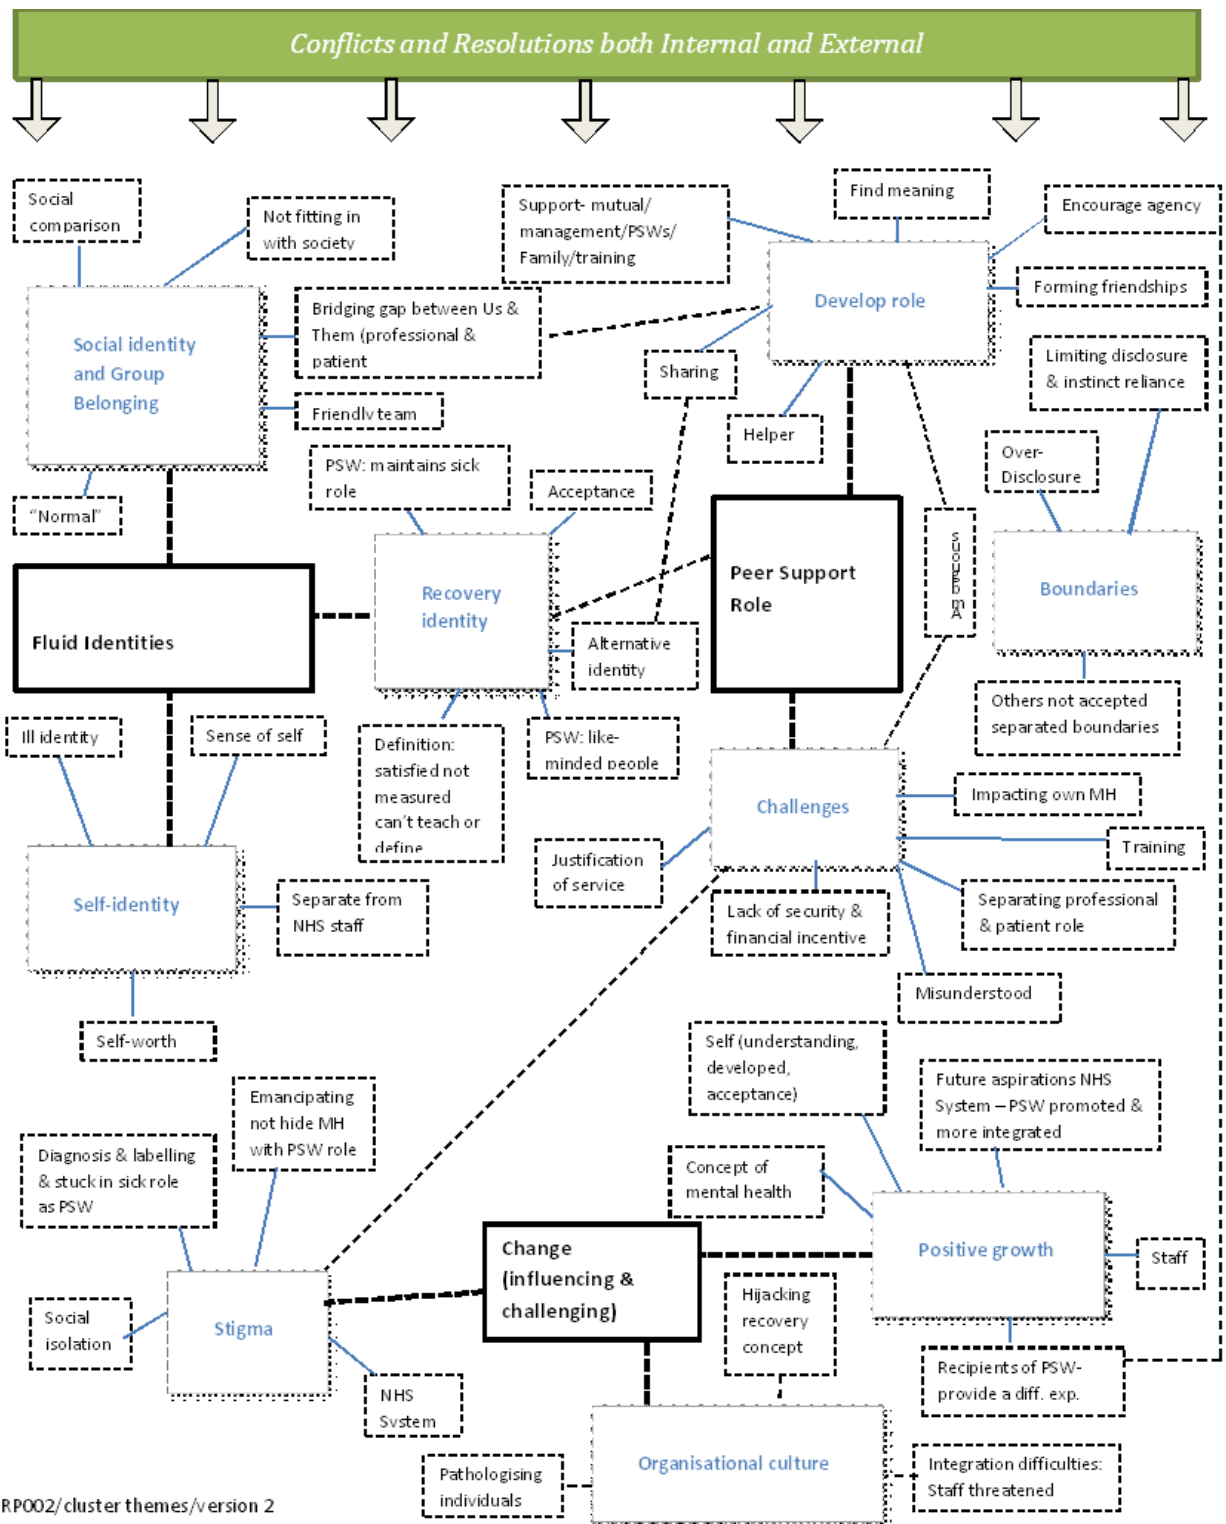 Conflicts and Resolutions both Internal and External
Social
comparison
Not fitting in
with society
Support- mutual/
management/PSWs/
Family/training
Find meaning
Encourage agency
Bridging gap between Us &
Them (professional &
patient
Develop role
Forming friendships
Social identity
and Group
Belonging
Sharing
Limiting disclosure
& instinct reliance
Friendly team
Helper
PSW: maintains sick
role
Acceptance
Over-
Disclosure
"Normal"
Peer Support
Role
Ambiguous
Boundaries
Recovery
identity
Fluid Identities
Alternative
identity
Others not accepted
separated boundaries
Ill identity
Sense of self
Definition:
satisfied not
measured
can't teach or
define
PSW: like-
minded people
Challenges
Impacting own MH
Training
Justification
of service
Self-identity
Separate from
NHS staff
Lack of security &
financial incentive
Separating professional
& patient role
Misunderstood
Self-worth
Self (understanding,
developed,
acceptance)
Future aspirations NHS
System – PSW promoted &
more integrated
Emancipating
not hide MH
with PSW role
Diagnosis & labelling
& stuck in sick role
as PSW
Concept of
mental health
Change
(influencing &
challenging)
Positive growth
Staff
Social
isolation
Stigma
Hijacking
recovery
concept
NHS
System
Recipients of PSW-
provide a diff. exp.
Organisational culture
Pathologising
individuals
Integration difficulties:
Staff threatened
RP002/cluster themes/version 2